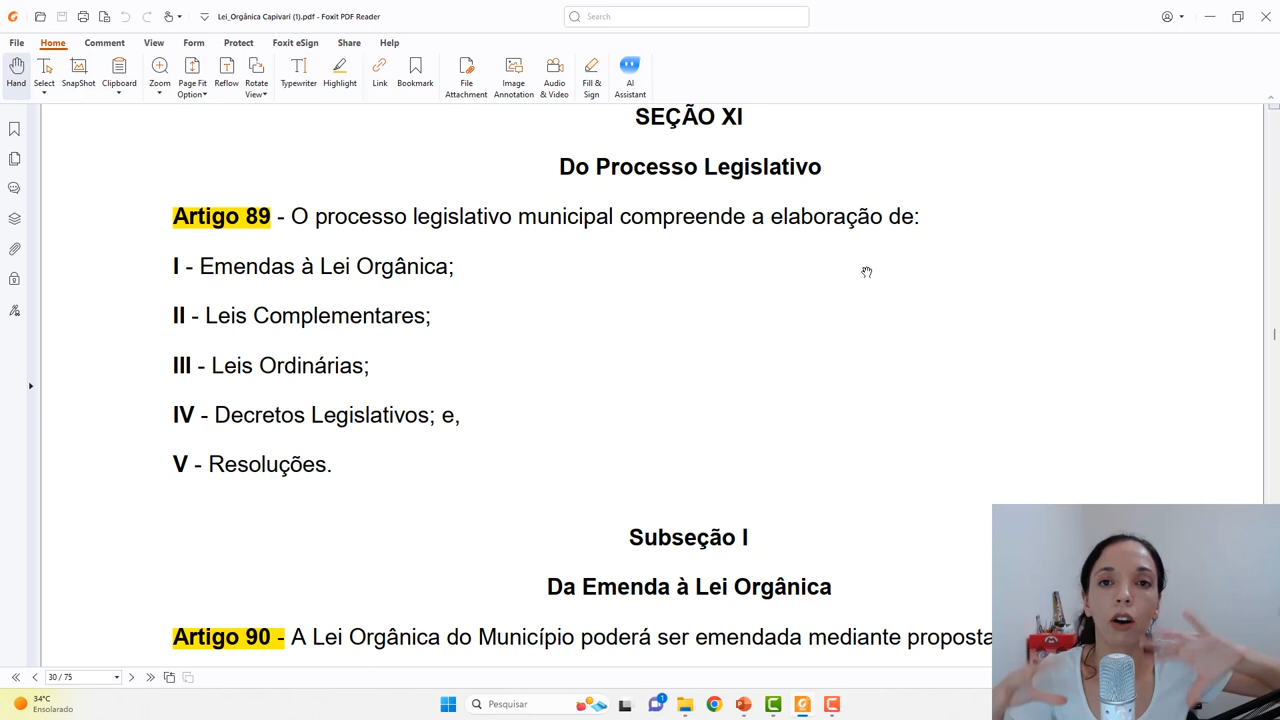 Lei_Orgânica Capivari (1).pdf - Foxit PDF Reader
Search
File Home Comment View Form Protect Foxit eSign Share Help
Hand
Select
SnapShot
Clipboard
Zoom
Page Fit Option
Reflow
Rotate View
Typewriter
Highlight
Link
Bookmark
File Attachment
Image Annotation
Audio & Video
Fill & Sign
AI Assistant
SEÇÃO XI
Do Processo Legislativo
Artigo 89 - O processo legislativo municipal compreende a elaboração de:
I - Emendas à Lei Orgânica;
II - Leis Complementares;
III - Leis Ordinárias;
IV - Decretos Legislativos; e,
V - Resoluções.
Subseção I
Da Emenda à Lei Orgânica
Artigo 90 - A Lei Orgânica do Município poderá ser emendada mediante proposta
30 / 75
34°C
Ensolarado
Pesquisar
1